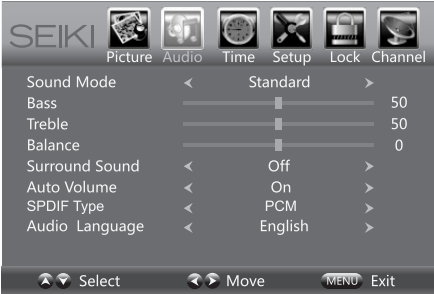 SEIKI
Picture Audio Time Setup Lock Channel
Sound Mode Standard
Bass 50
Treble 50
Balance 0
Surround Sound Off
Auto Volume On
SPDIF Type PCM
Audio Language English
Select Move MENU Exit